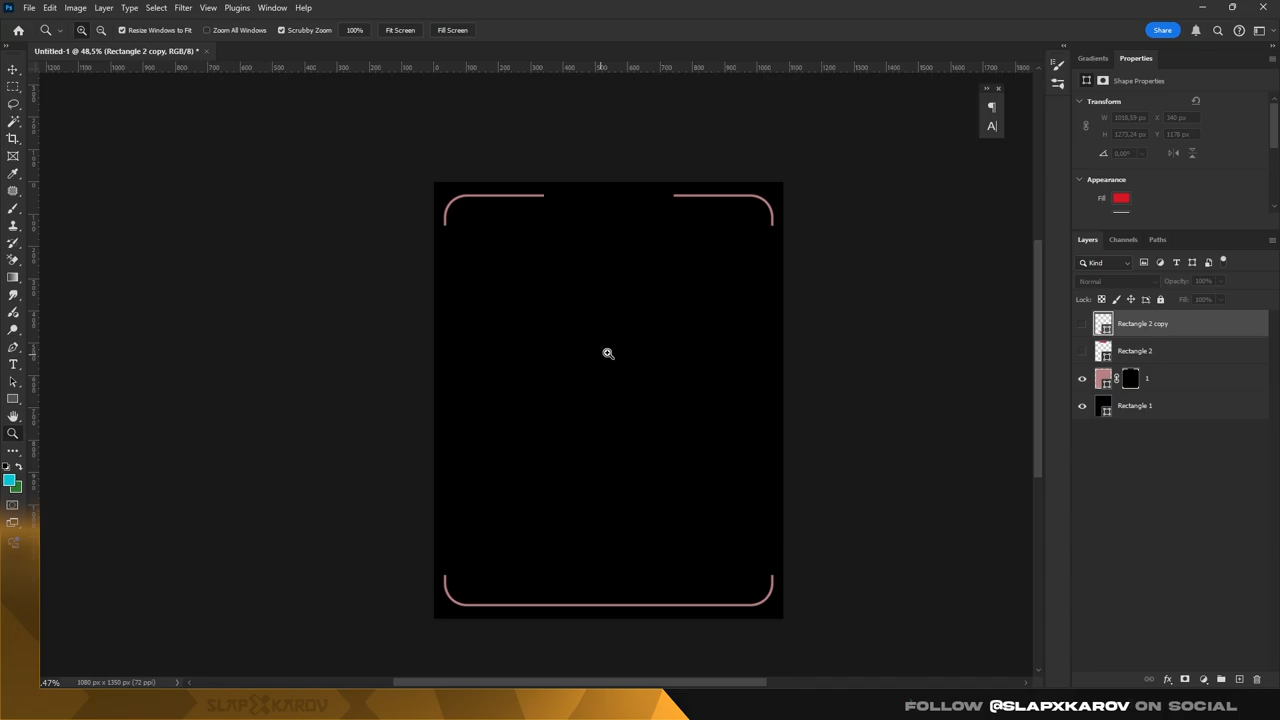 File Edit Image Layer Type Select Filter View Plugins Window Help
Resize Windows to Fit Zoom All Windows Scrubby Zoom 100% Fit Screen Fill Screen Share
Untitled-1 @ 48,5% (Rectangle 2 copy, RGB/8) *
Gradients Properties
Shape Properties
Transform
W 1018,59 px X 340 px
H 1273,24 px Y 1178 px
0,00°
Appearance
Fill
Layers Channels Paths
Kind
Normal Opacity: 100%
Lock: Fill: 100%
Rectangle 2 copy
Rectangle 2
1
Rectangle 1
.47% 1080 px x 1350 px (72 ppi)
SLAPXKAROV
FOLLOW @SLAPXKAROV ON SOCIAL